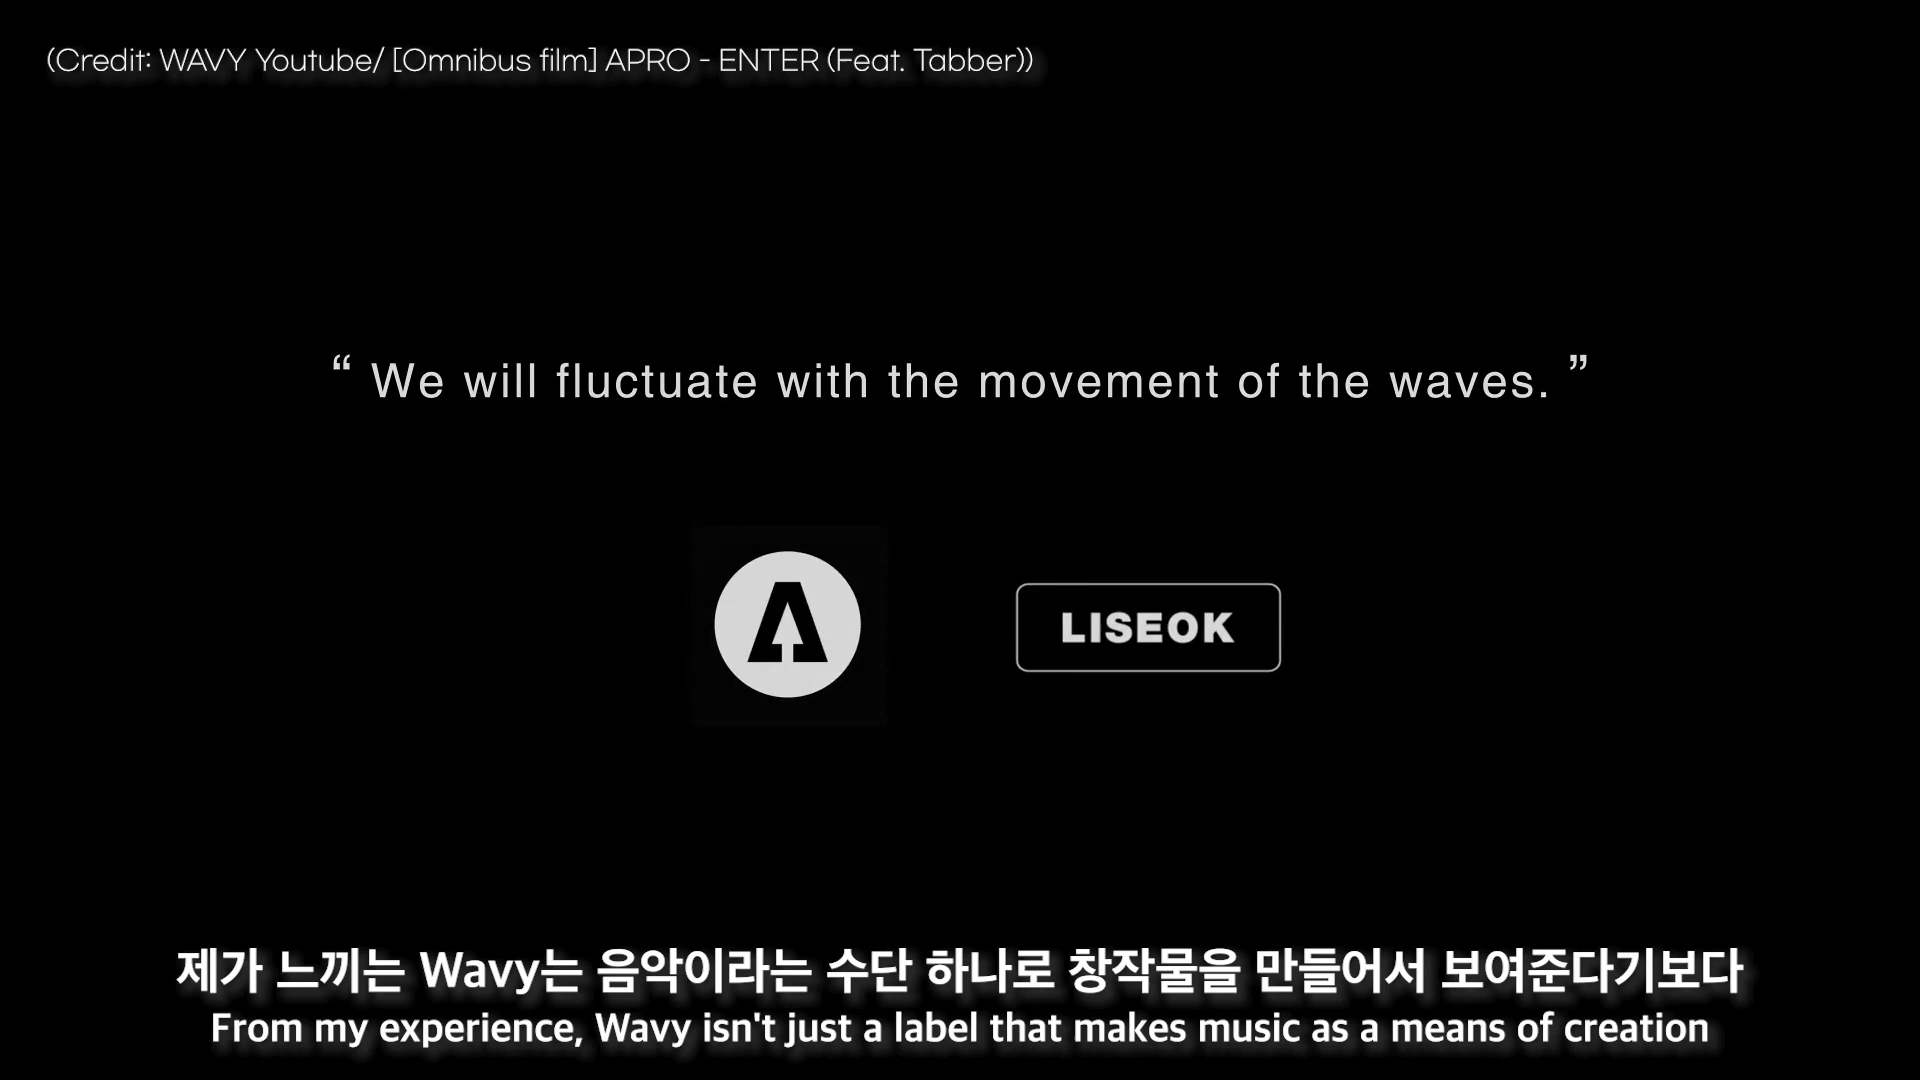 (Credit: WAVY Youtube/ [Omnibus film] APRO - ENTER (Feat. Tabber))
“ We will fluctuate with the movement of the waves. ”
A
LISEOK
제가 느끼는 Wavy는 음악이라는 수단 하나로 창작물을 만들어서 보여준다기보다
From my experience, Wavy isn't just a label that makes music as a means of creation